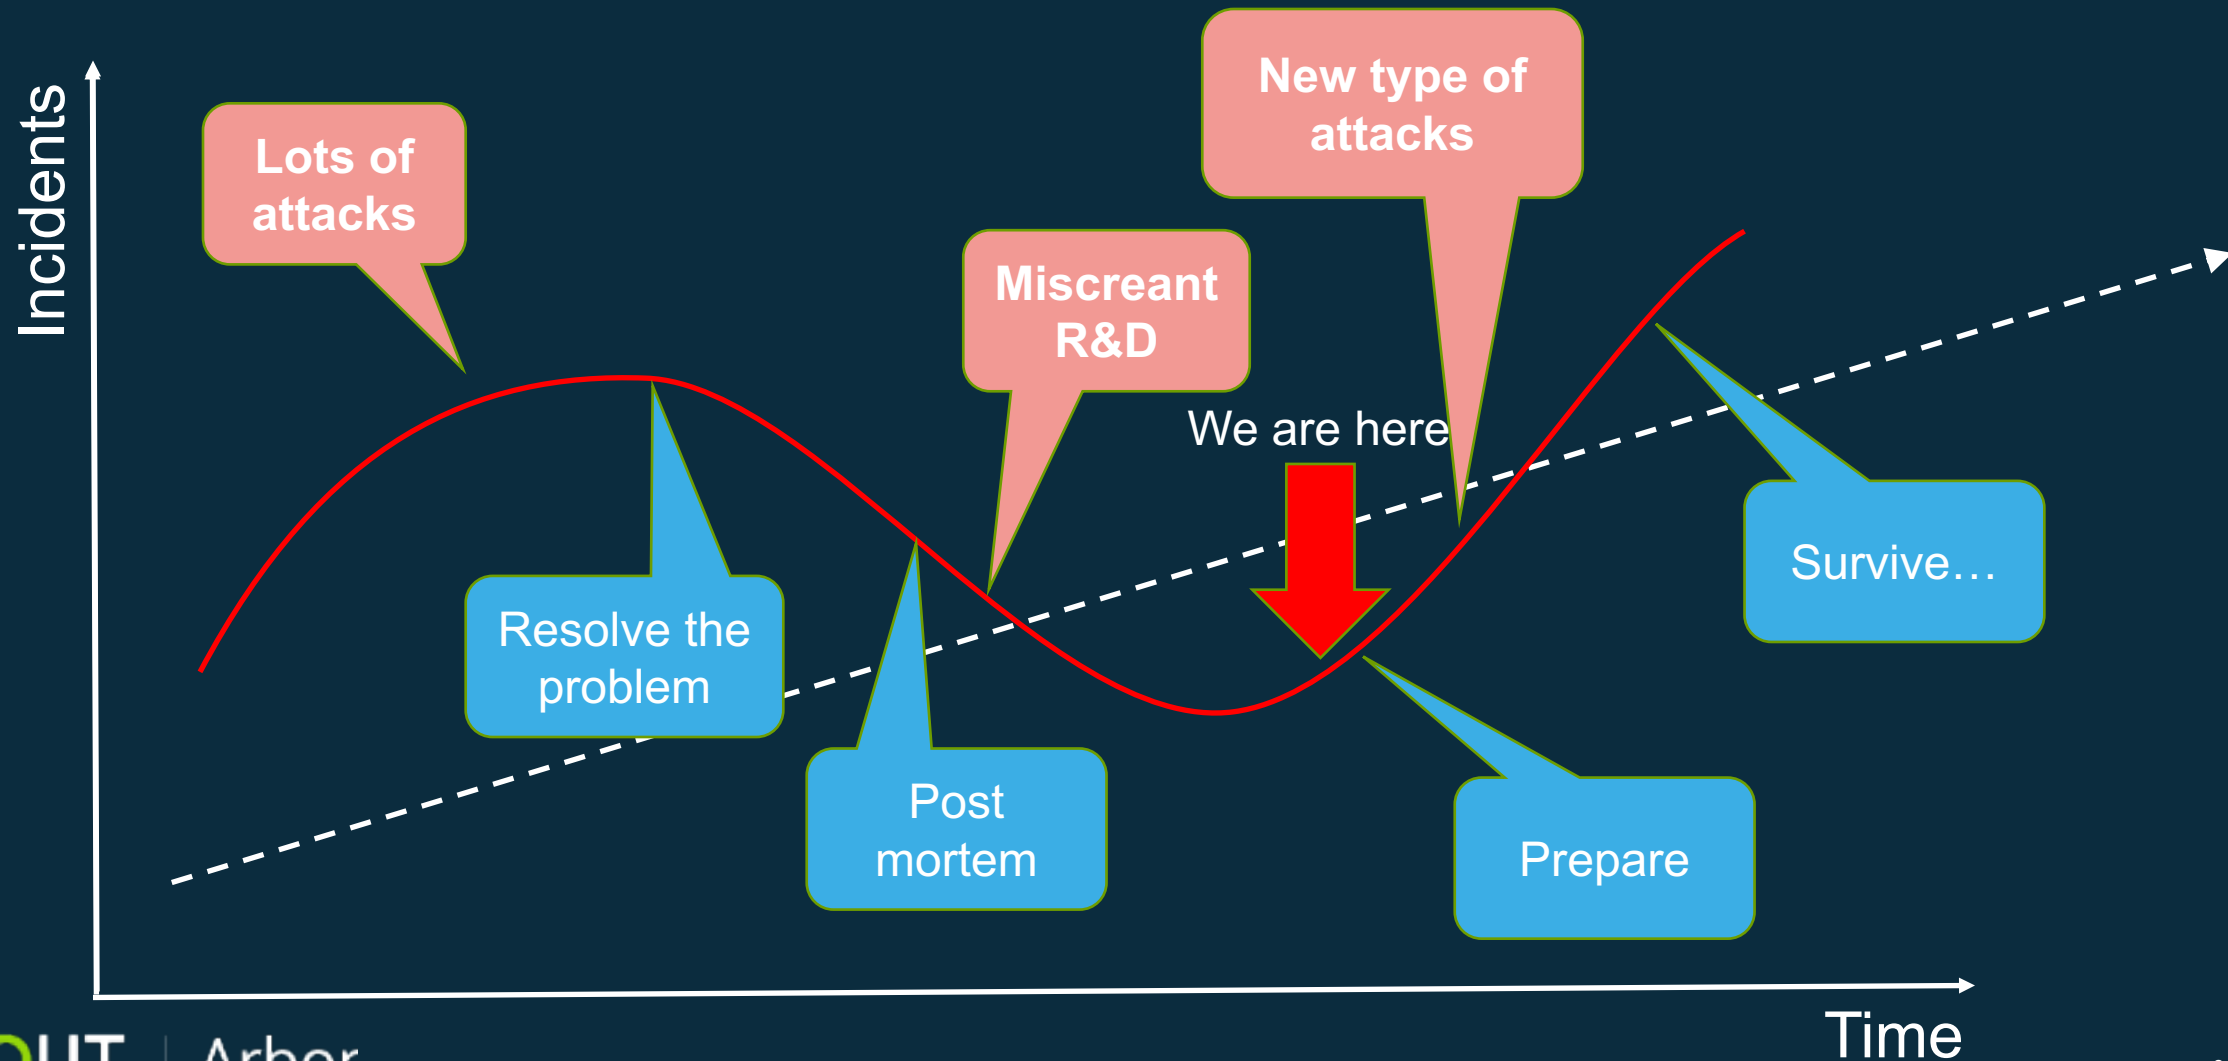 Incidents
Lots of
attacks
New type of
attacks
Miscreant
R&D
We are here
Survive…
Resolve the
problem
Post
mortem
Prepare
Time
Arbor